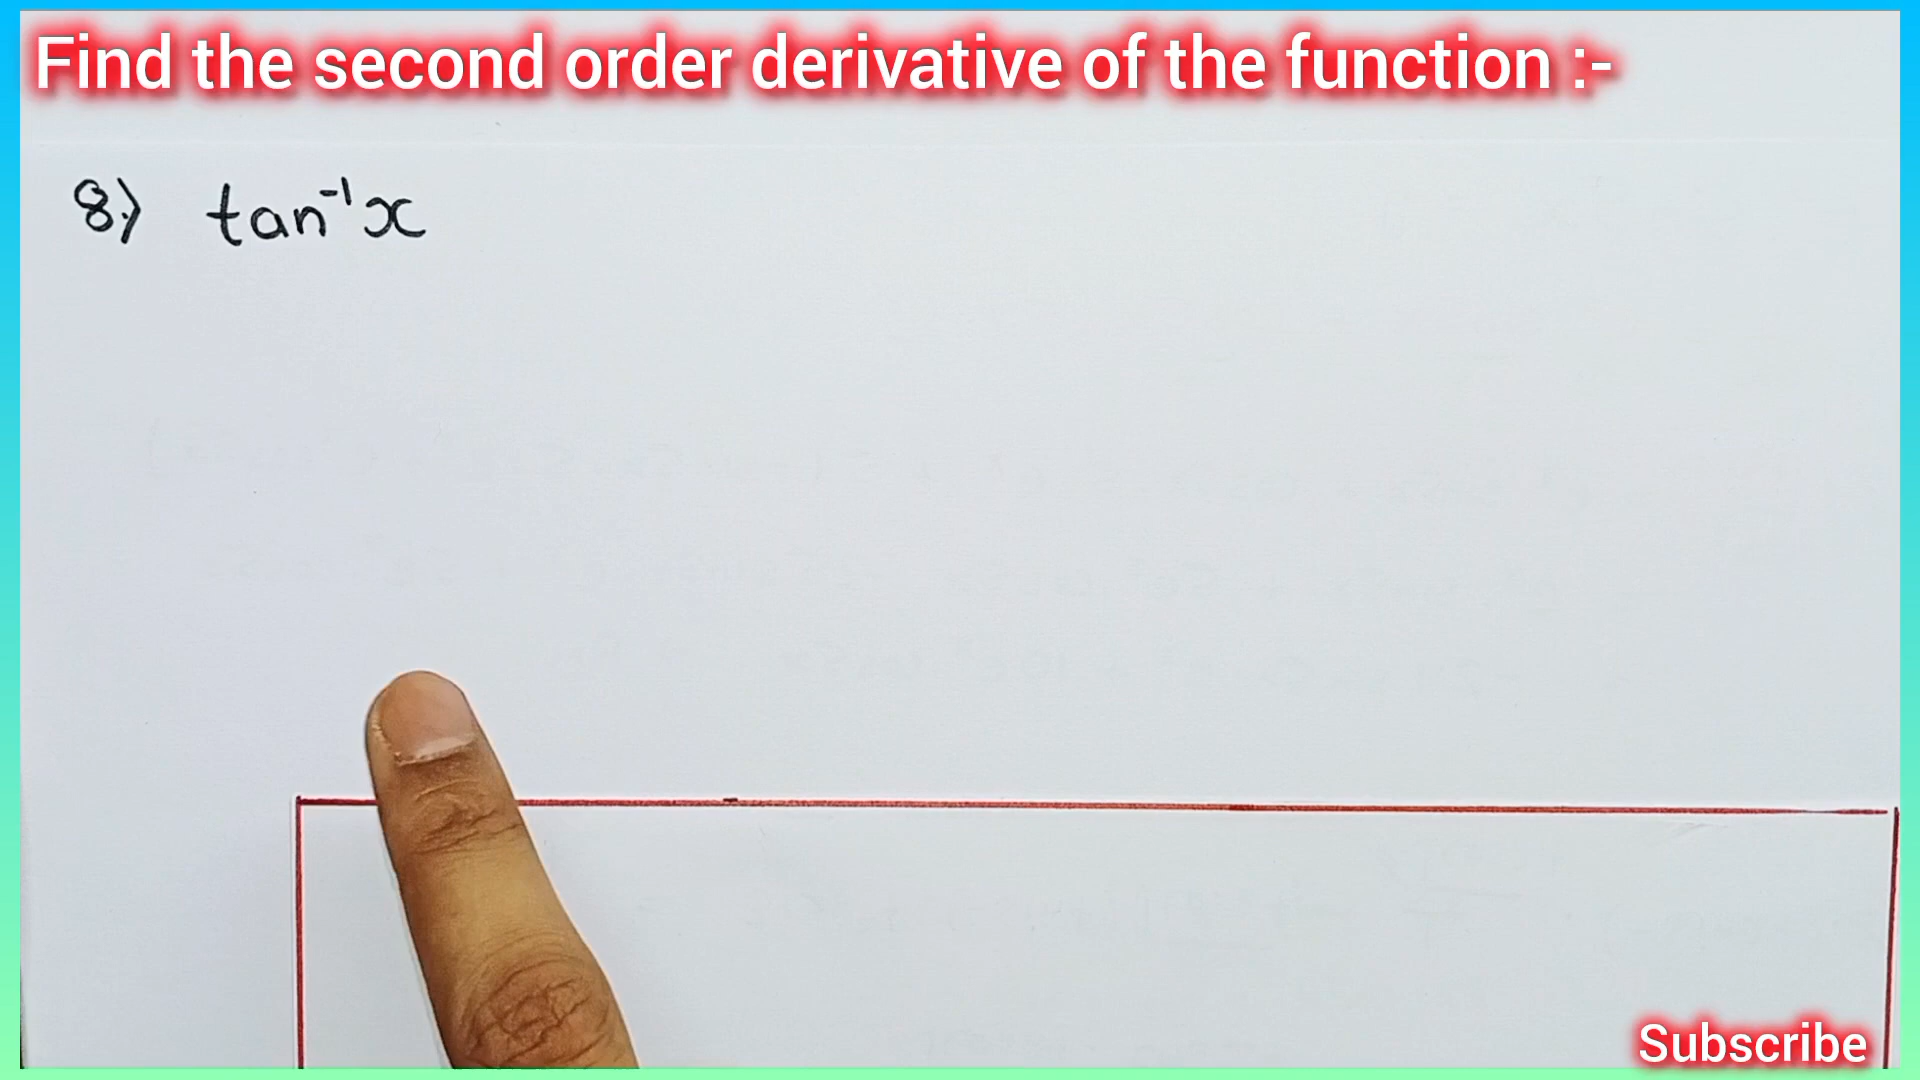 Find the second order derivative of the function :-
8) tan⁻¹x
Subscribe